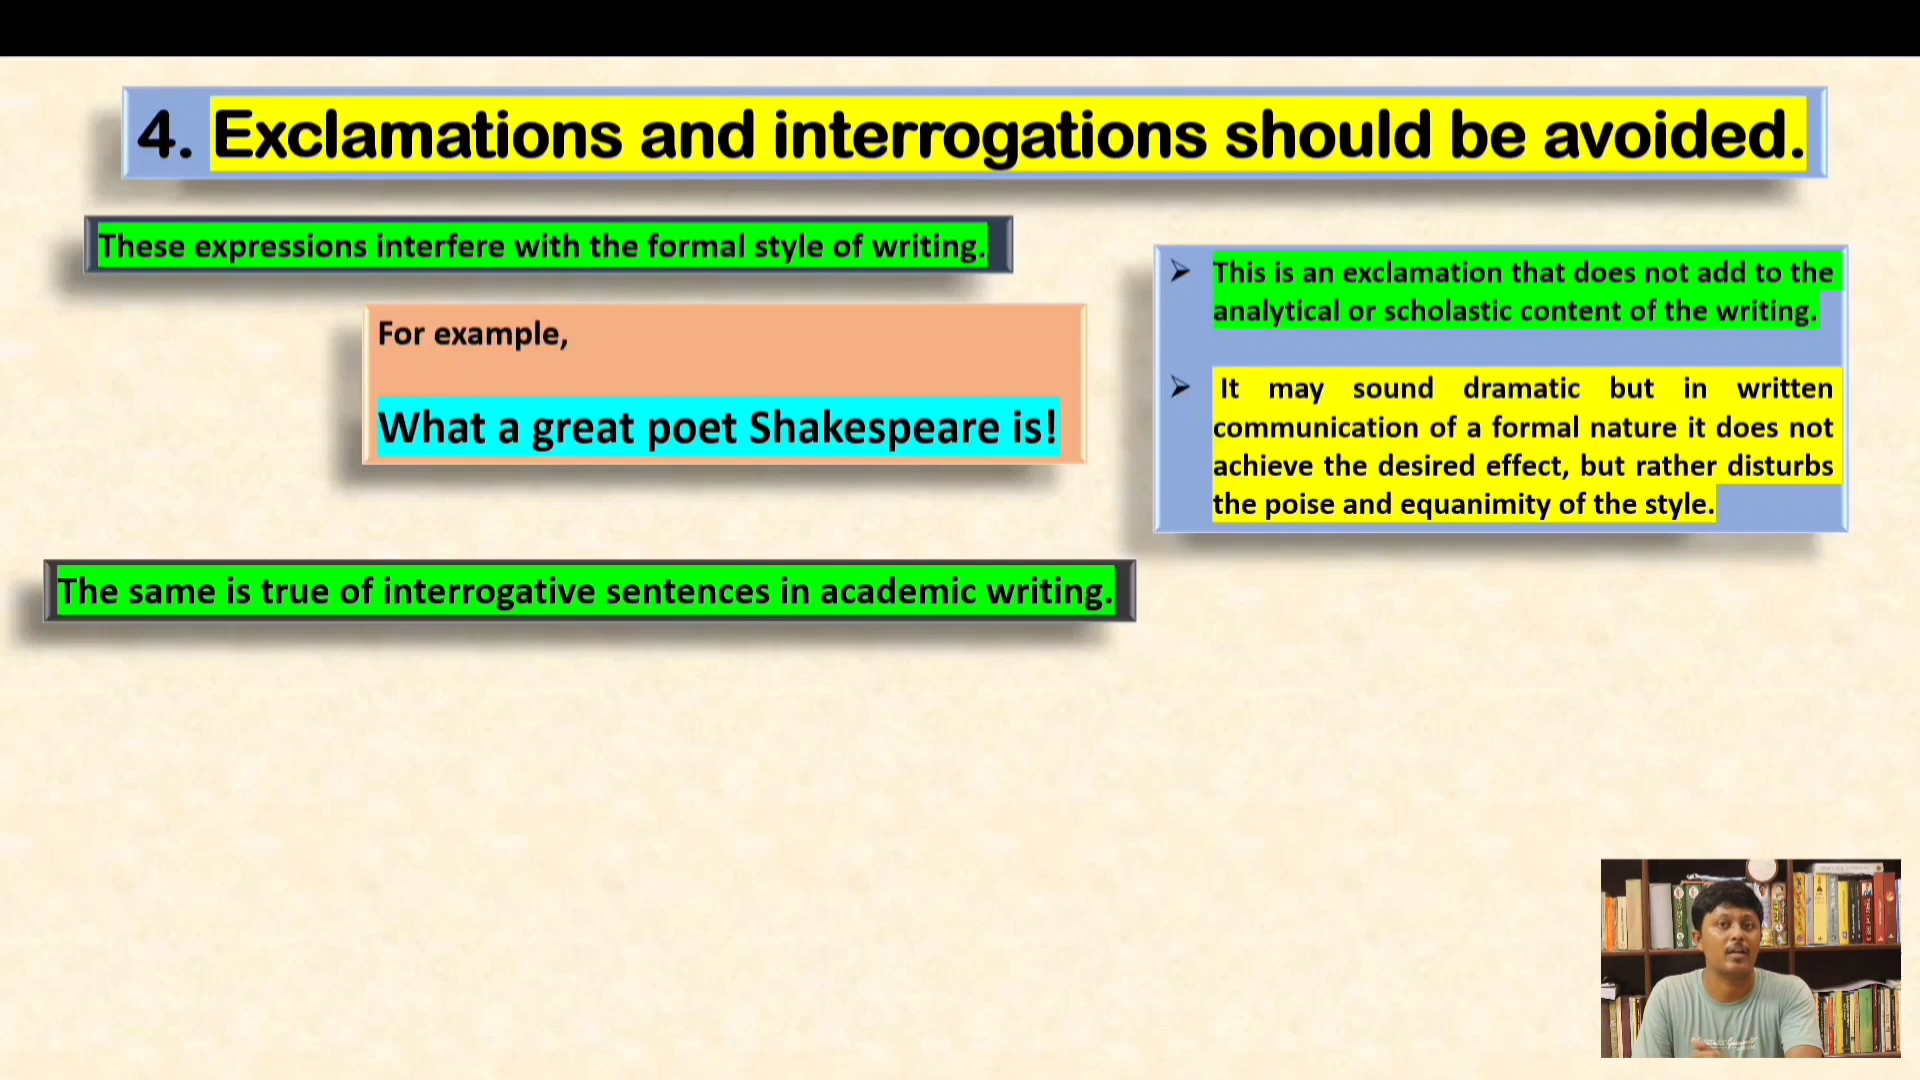 4. Exclamations and interrogations should be avoided.
These expressions interfere with the formal style of writing.
For example,
What a great poet Shakespeare is!
➢ This is an exclamation that does not add to the
analytical or scholastic content of the writing.
➢ It may sound dramatic but in written
communication of a formal nature it does not
achieve the desired effect, but rather disturbs
the poise and equanimity of the style.
The same is true of interrogative sentences in academic writing.